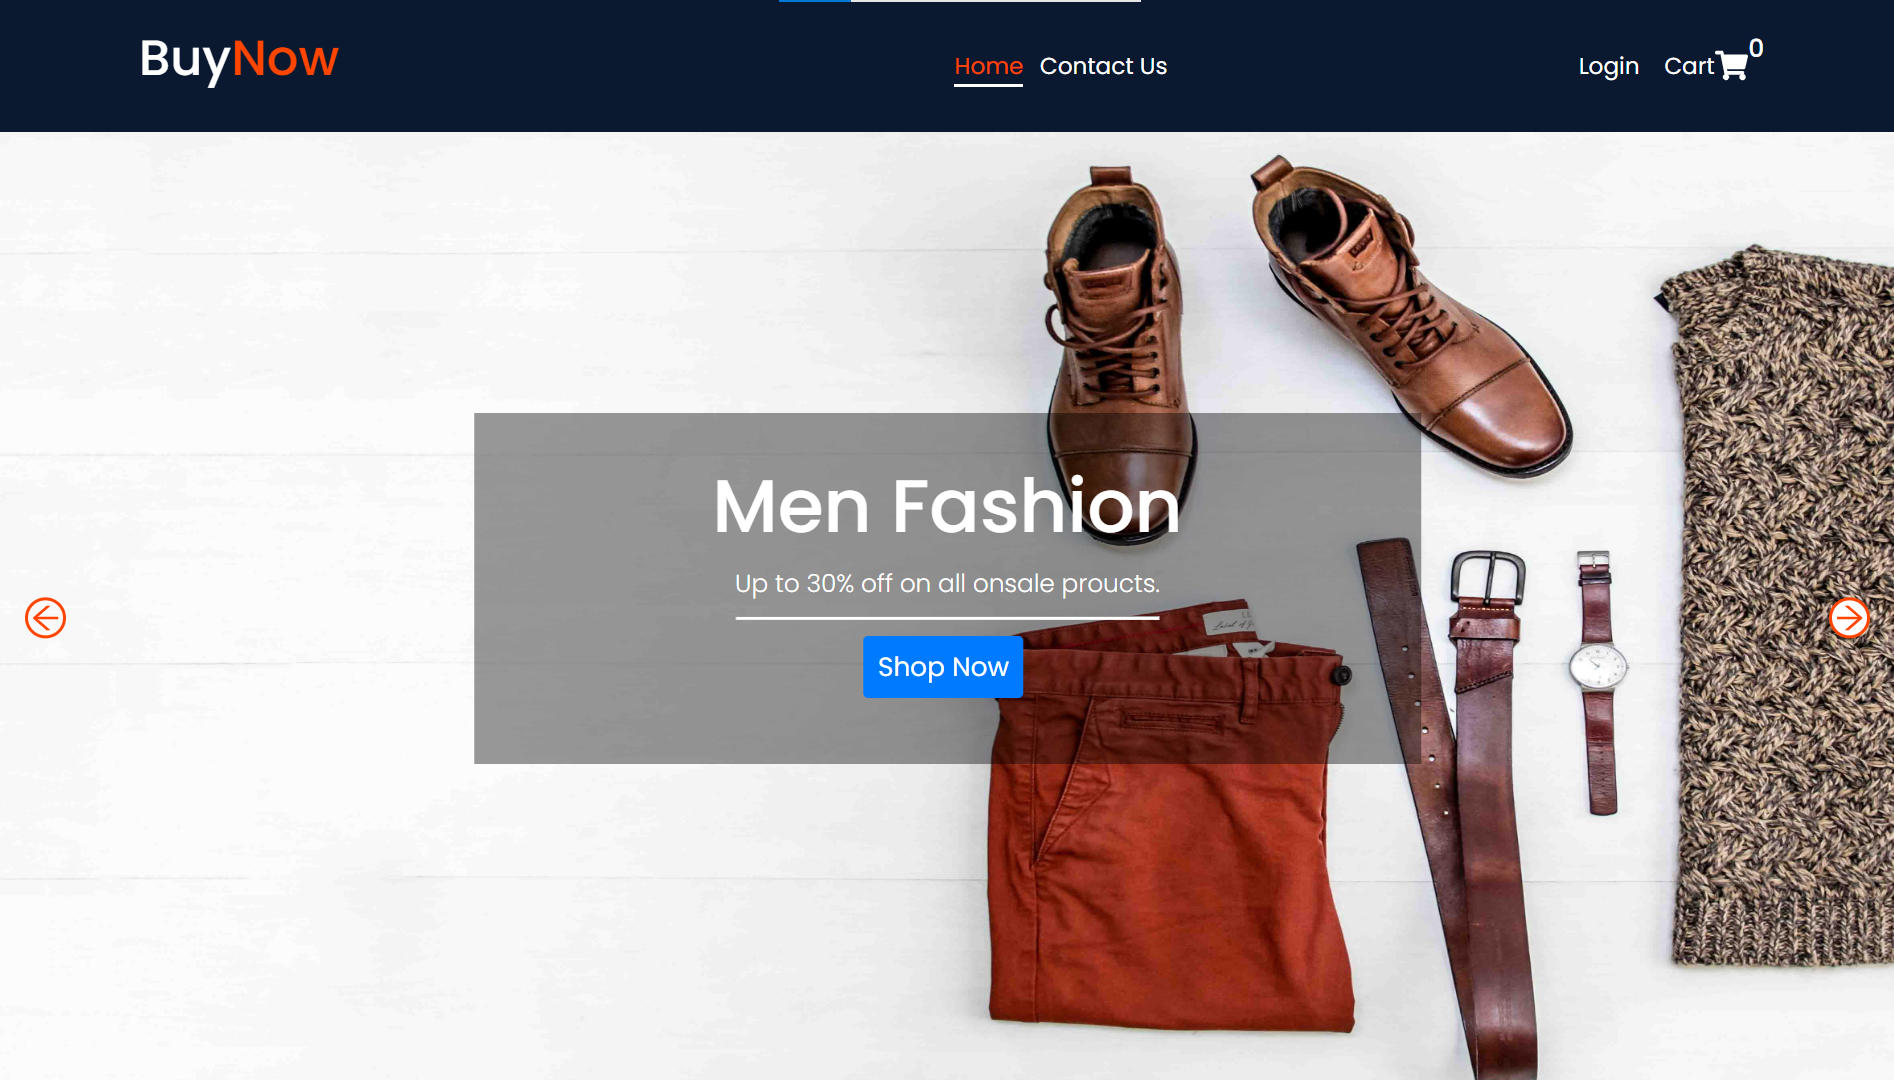 BuyNow
Home Contact Us
Login Cart 0
Men Fashion
Up to 30% off on all onsale proucts.
Shop Now